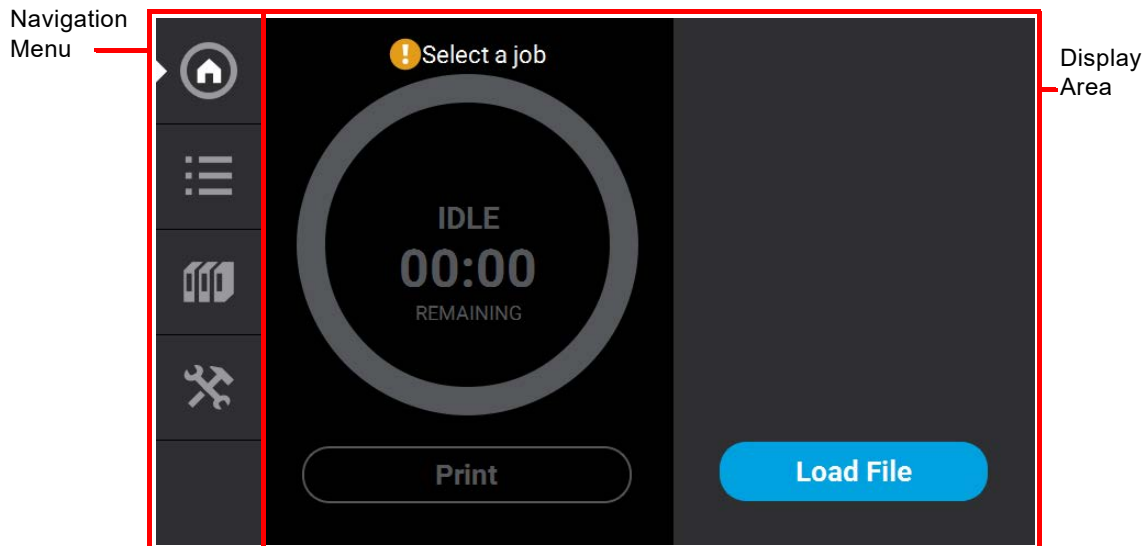 Navigation
Menu
! Select a job
IDLE
00:00
REMAINING
Print
Load File
Display
Area